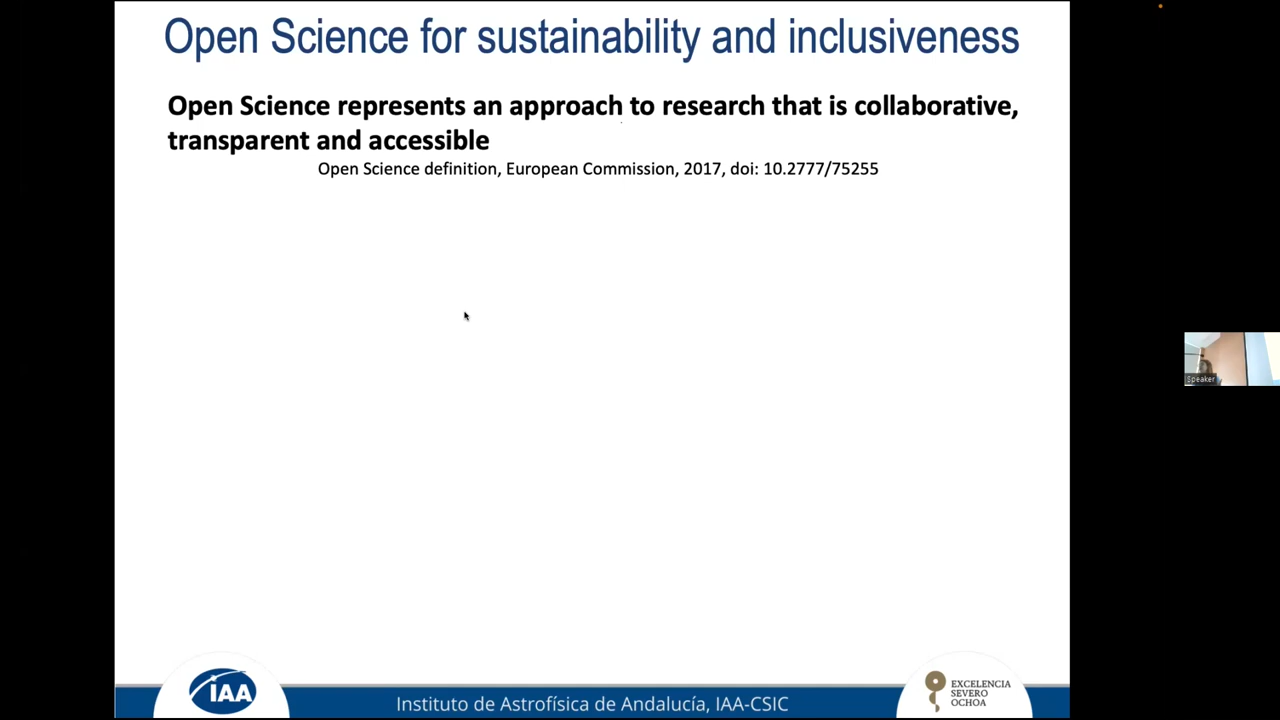 Open Science for sustainability and inclusiveness
Open Science represents an approach to research that is collaborative,
transparent and accessible
Open Science definition, European Commission, 2017, doi: 10.2777/75255
Speaker
IAA
Instituto de Astrofísica de Andalucía, IAA-CSIC
EXCELENCIA
SEVERO
OCHOA